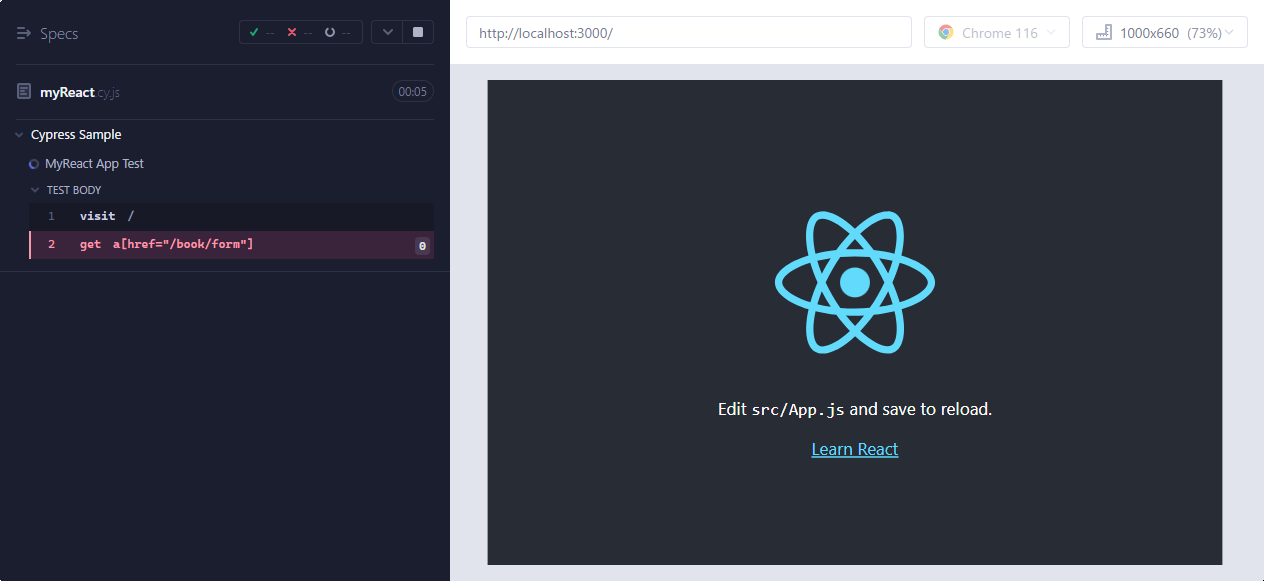 Specs
-- -- --
myReact cy.js
00:05
Cypress Sample
MyReact App Test
TEST BODY
1 visit /
2 get a[href="/book/form"] 0
http://localhost:3000/
Chrome 116
1000x660 (73%)
Edit src/App.js and save to reload.
Learn React